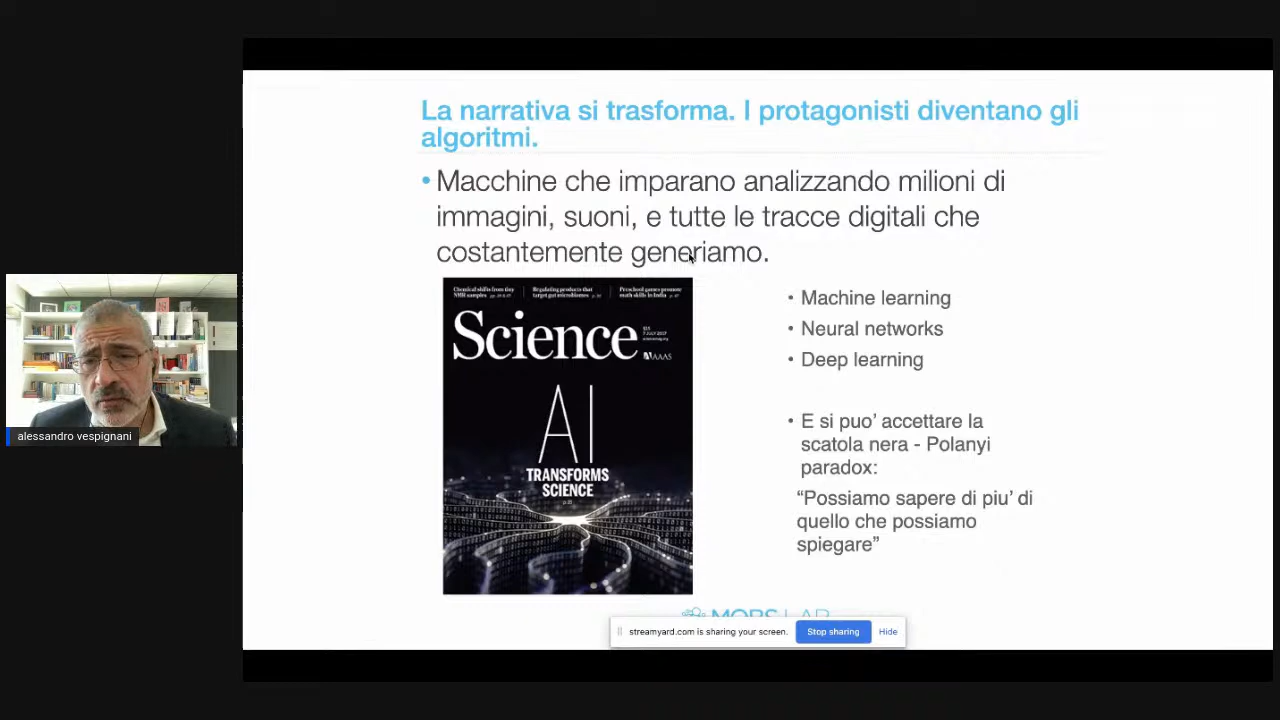 La narrativa si trasforma. I protagonisti diventano gli
algoritmi.
• Macchine che imparano analizzando milioni di
immagini, suoni, e tutte le tracce digitali che
costantemente generiamo.
Chemical shifts from tiny
NMR samples
Regulating products that
target gut microbiomes
Preschool games promote
math skills in India
Science
$15
7 JULY 2017
sciencemag.org
AAAS
AI
TRANSFORMS
SCIENCE
• Machine learning
• Neural networks
• Deep learning
• E si puo’ accettare la
scatola nera - Polanyi
paradox:
“Possiamo sapere di piu’ di
quello che possiamo
spiegare”
alessandro vespignani
MOBS LAB
streamyard.com is sharing your screen.
Stop sharing
Hide